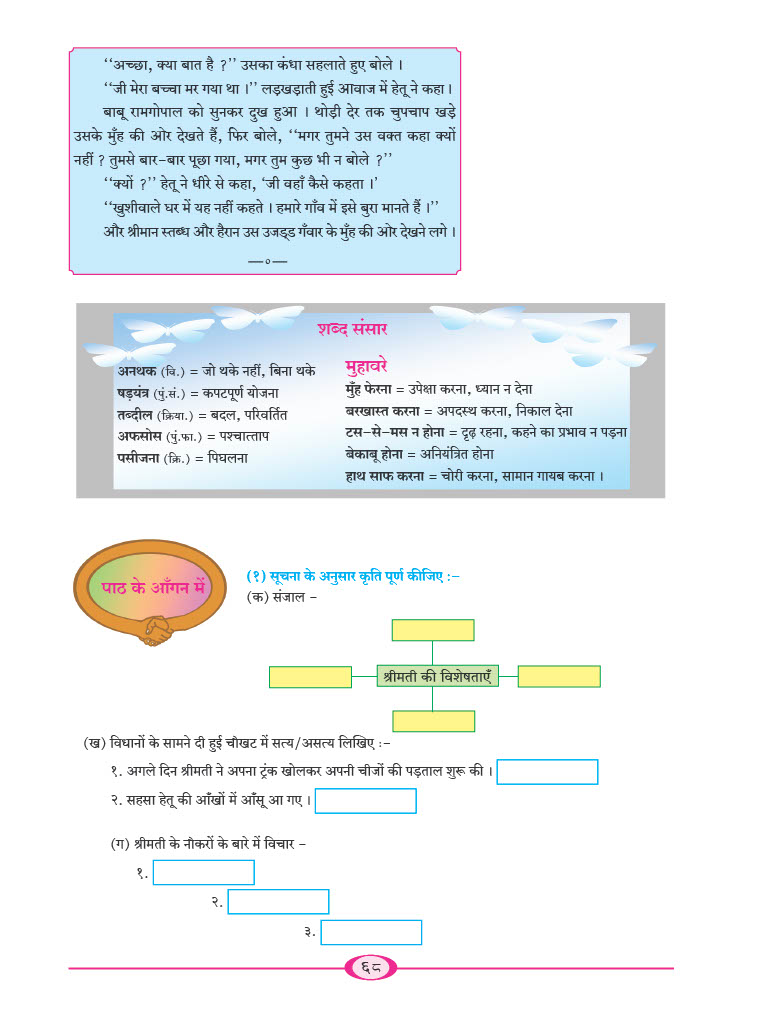 ‘‘अच्छा, क्या बात है ?’’ उसका कंधा सहलाते हुए बोले ।
‘‘जी मेरा बच्चा मर गया था ।’’ लड़खड़ाती हुई आवाज में हेतू ने कहा ।
बाबू रामगोपाल को सुनकर दुख हुआ । थोड़ी देर तक चुपचाप खड़े
उसके मुँह की ओर देखते हैं, फिर बोले, ‘‘मगर तुमने उस वक्त कहा क्यों
नहीं ? तुमसे बार-बार पूछा गया, मगर तुम कुछ भी न बोले ?’’
‘‘क्यों ?’’ हेतू ने धीरे से कहा, ‘जी वहाँ कैसे कहता ।’
‘‘खुशीवाले घर में यह नहीं कहते । हमारे गाँव में इसे बुरा मानते हैं ।’’
और श्रीमान स्तब्ध और हैरान उस उजड्ड गँवार के मुँह की ओर देखने लगे ।
—०—
शब्द संसार
अनथक (वि.) = जो थके नहीं, बिना थके
षड़यंत्र (पुं.सं.) = कपटपूर्ण योजना
तब्दील (क्रिया.) = बदल, परिवर्तित
अफसोस (पुं.फा.) = पश्चात्ताप
पसीजना (क्रि.) = पिघलना
मुहावरे
मुँह फेरना = उपेक्षा करना, ध्यान न देना
बरखास्त करना = अपदस्थ करना, निकाल देना
टस-से-मस न होना = दृढ़ रहना, कहने का प्रभाव न पड़ना
बेकाबू होना = अनियंत्रित होना
हाथ साफ करना = चोरी करना, सामान गायब करना ।
पाठ के आँगन में
(१) सूचना के अनुसार कृति पूर्ण कीजिए :-
(क) संजाल -
श्रीमती की विशेषताएँ
(ख) विधानों के सामने दी हुई चौखट में सत्य/असत्य लिखिए :-
१. अगले दिन श्रीमती ने अपना ट्रंक खोलकर अपनी चीजों की पड़ताल शुरू की ।
२. सहसा हेतू की आँखों में आँसू आ गए ।
(ग) श्रीमती के नौकरों के बारे में विचार -
१.
२.
३.
६८